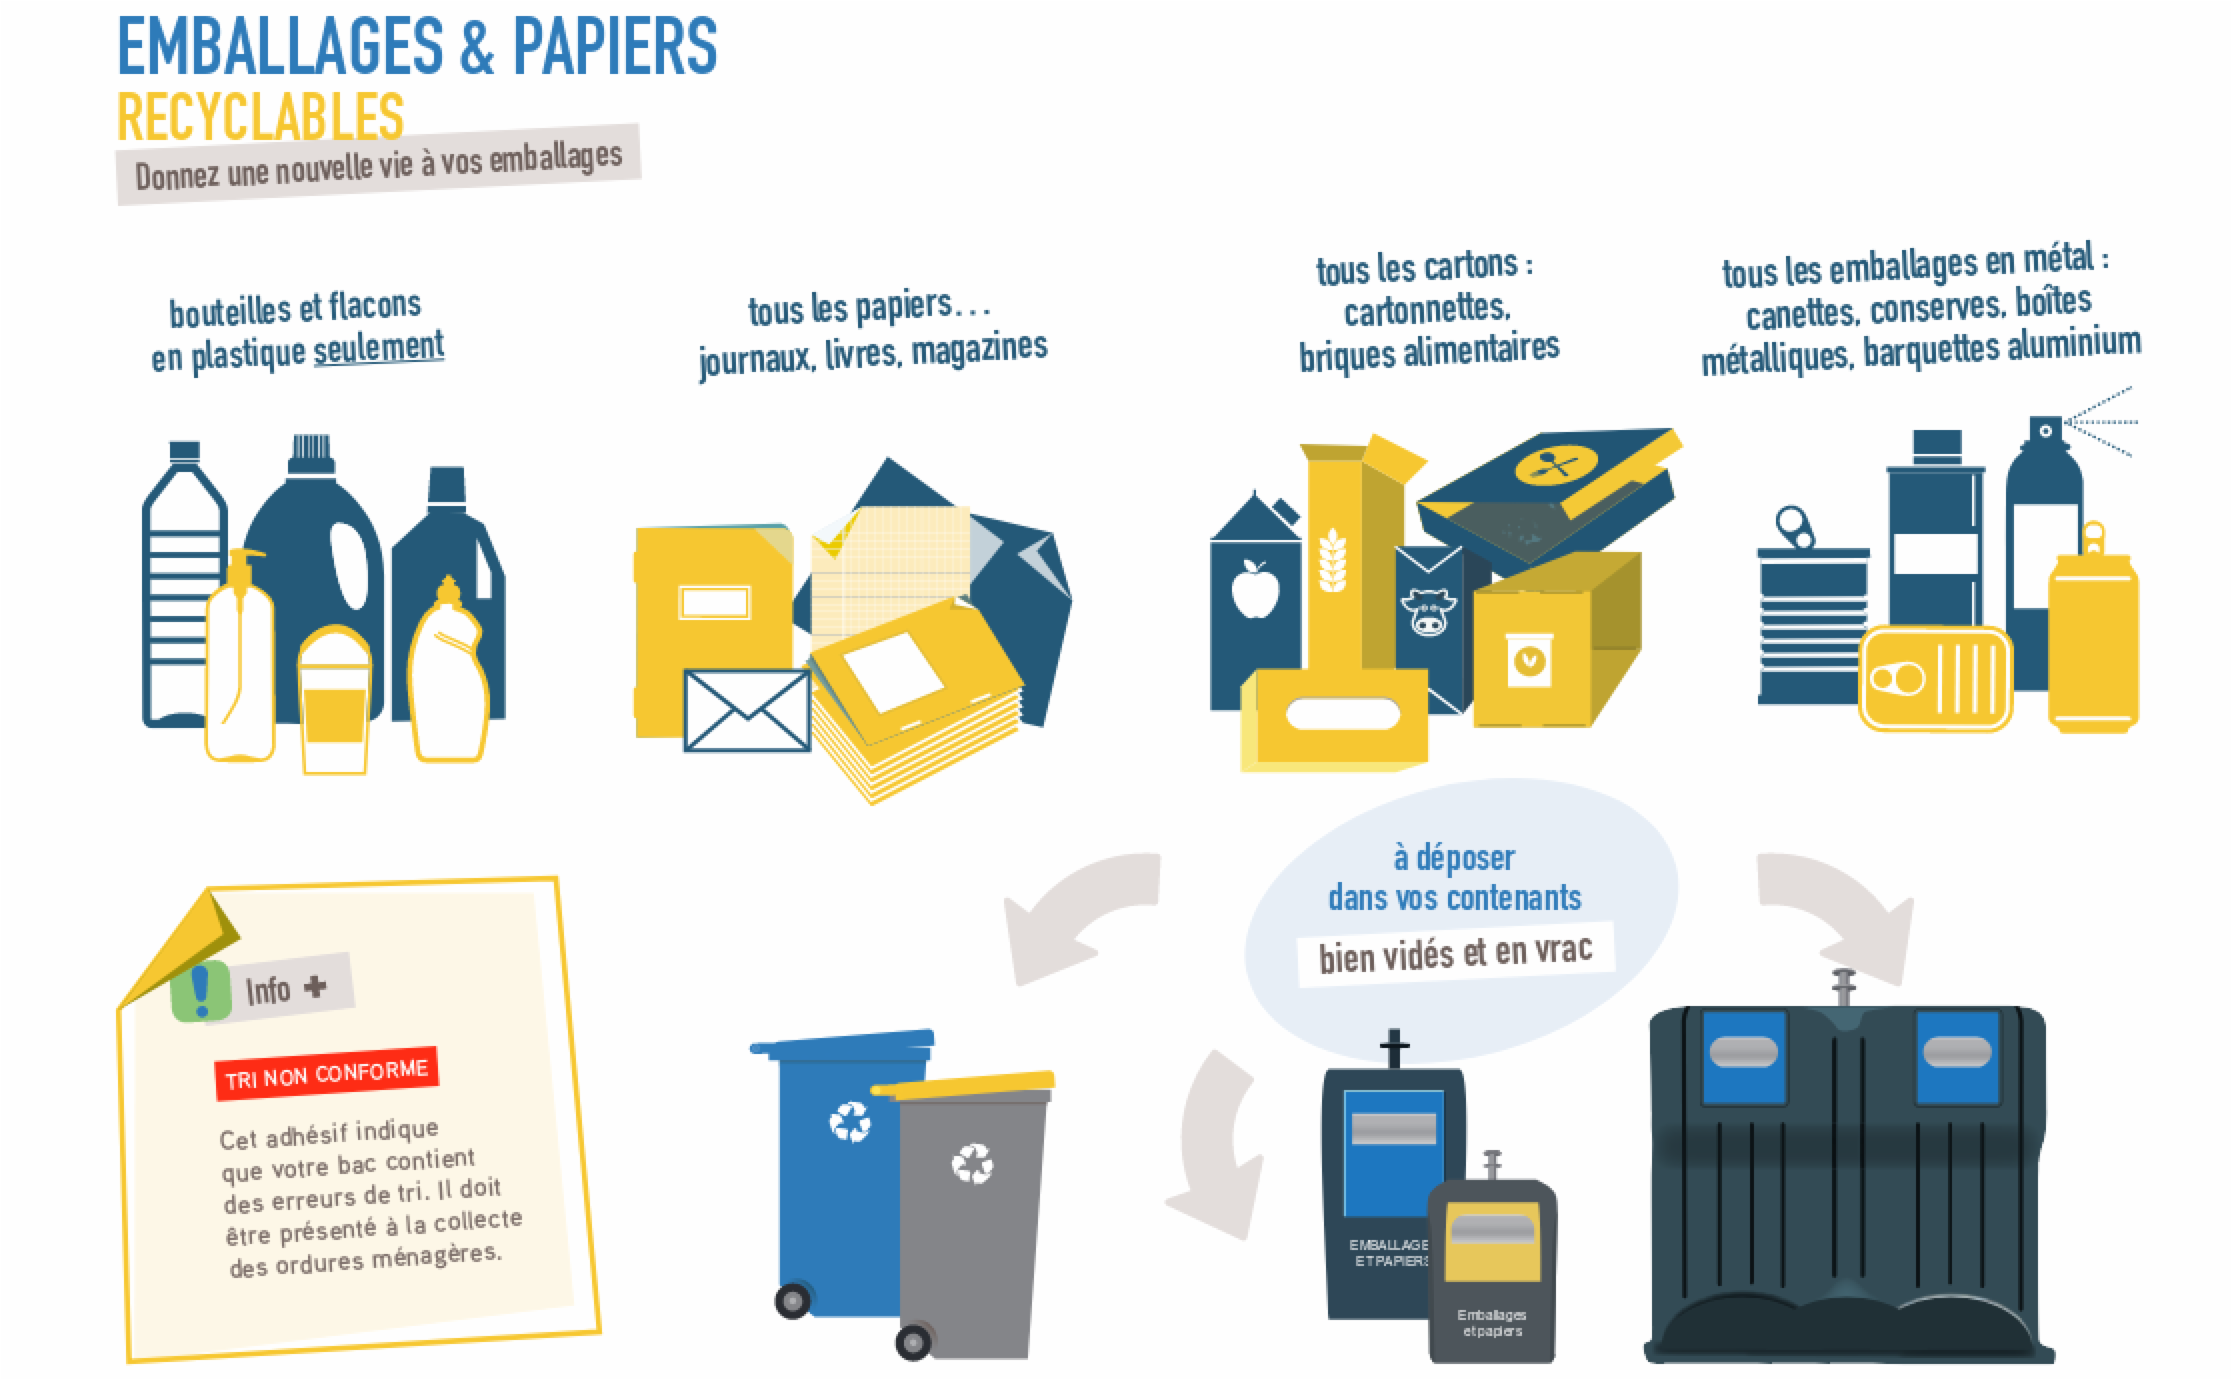 EMBALLAGES & PAPIERS
RECYCLABLES
Donnez une nouvelle vie à vos emballages
bouteilles et flacons
en plastique seulement
tous les papiers...
journaux, livres, magazines
tous les cartons :
cartonnettes,
briques alimentaires
tous les emballages en métal :
canettes, conserves, boîtes
métalliques, barquettes aluminium
à déposer
dans vos contenants
bien vidés et en vrac
Info +
TRI NON CONFORME
Cet adhésif indique
que votre bac contient
des erreurs de tri. Il doit
être présenté à la collecte
des ordures ménagères.
EMBALLAGE
ET PAPIERS
Emballages
et papiers